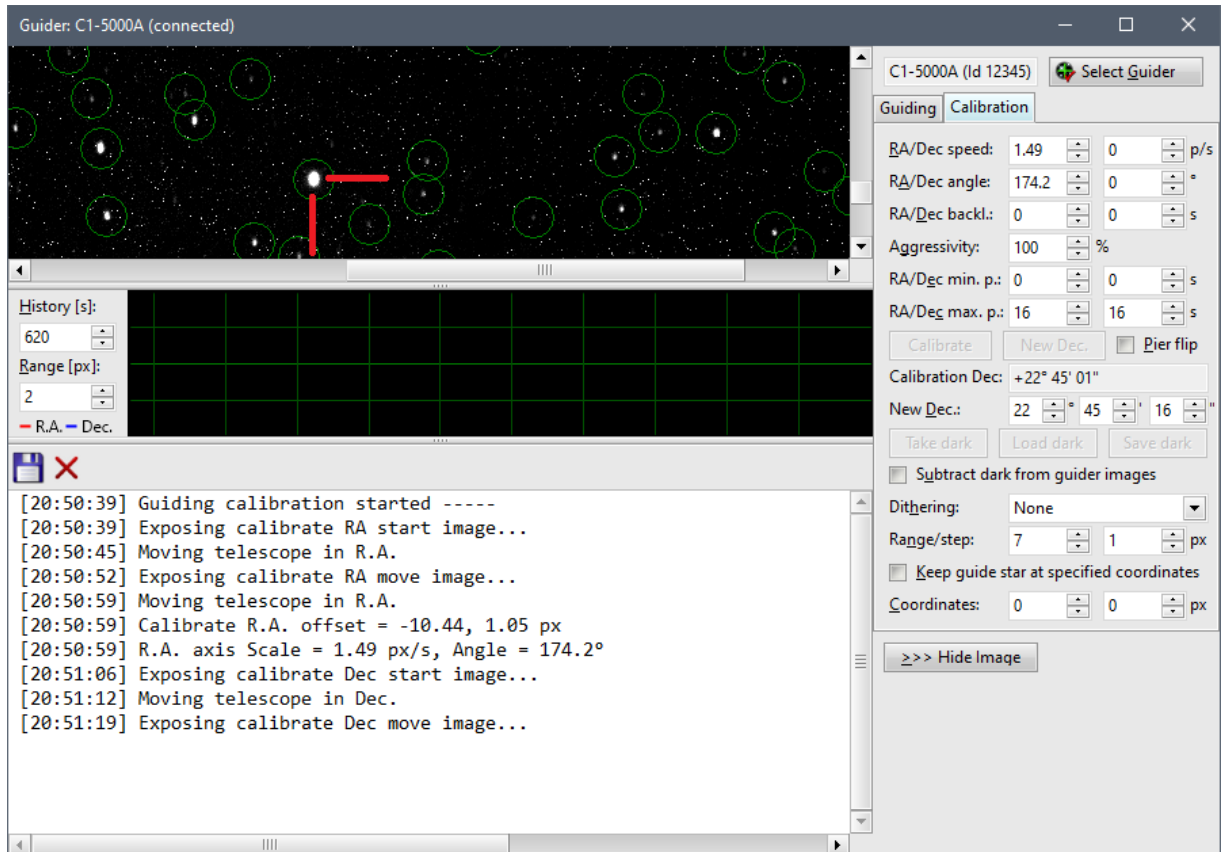 Guider: C1-5000A (connected)
C1-5000A (Id 12345) Select Guider
Guiding Calibration
RA/Dec speed: 1.49 0 p/s
RA/Dec angle: 174.2 0 °
RA/Dec backl.: 0 0 s
Aggressivity: 100 %
RA/Dec min. p.: 0 0 s
RA/Dec max. p.: 16 16 s
Calibrate New Dec. Pier flip
Calibration Dec: +22° 45' 01"
New Dec.: 22 ° 45 ' 16 "
Take dark Load dark Save dark
Subtract dark from guider images
Dithering: None
Range/step: 7 1 px
Keep guide star at specified coordinates
Coordinates: 0 0 px
>>> Hide Image
History [s]:
620
Range [px]:
2
R.A. Dec.
[20:50:39] Guiding calibration started -----
[20:50:39] Exposing calibrate RA start image...
[20:50:45] Moving telescope in R.A.
[20:50:52] Exposing calibrate RA move image...
[20:50:59] Moving telescope in R.A.
[20:50:59] Calibrate R.A. offset = -10.44, 1.05 px
[20:50:59] R.A. axis Scale = 1.49 px/s, Angle = 174.2°
[20:51:06] Exposing calibrate Dec start image...
[20:51:12] Moving telescope in Dec.
[20:51:19] Exposing calibrate Dec move image...